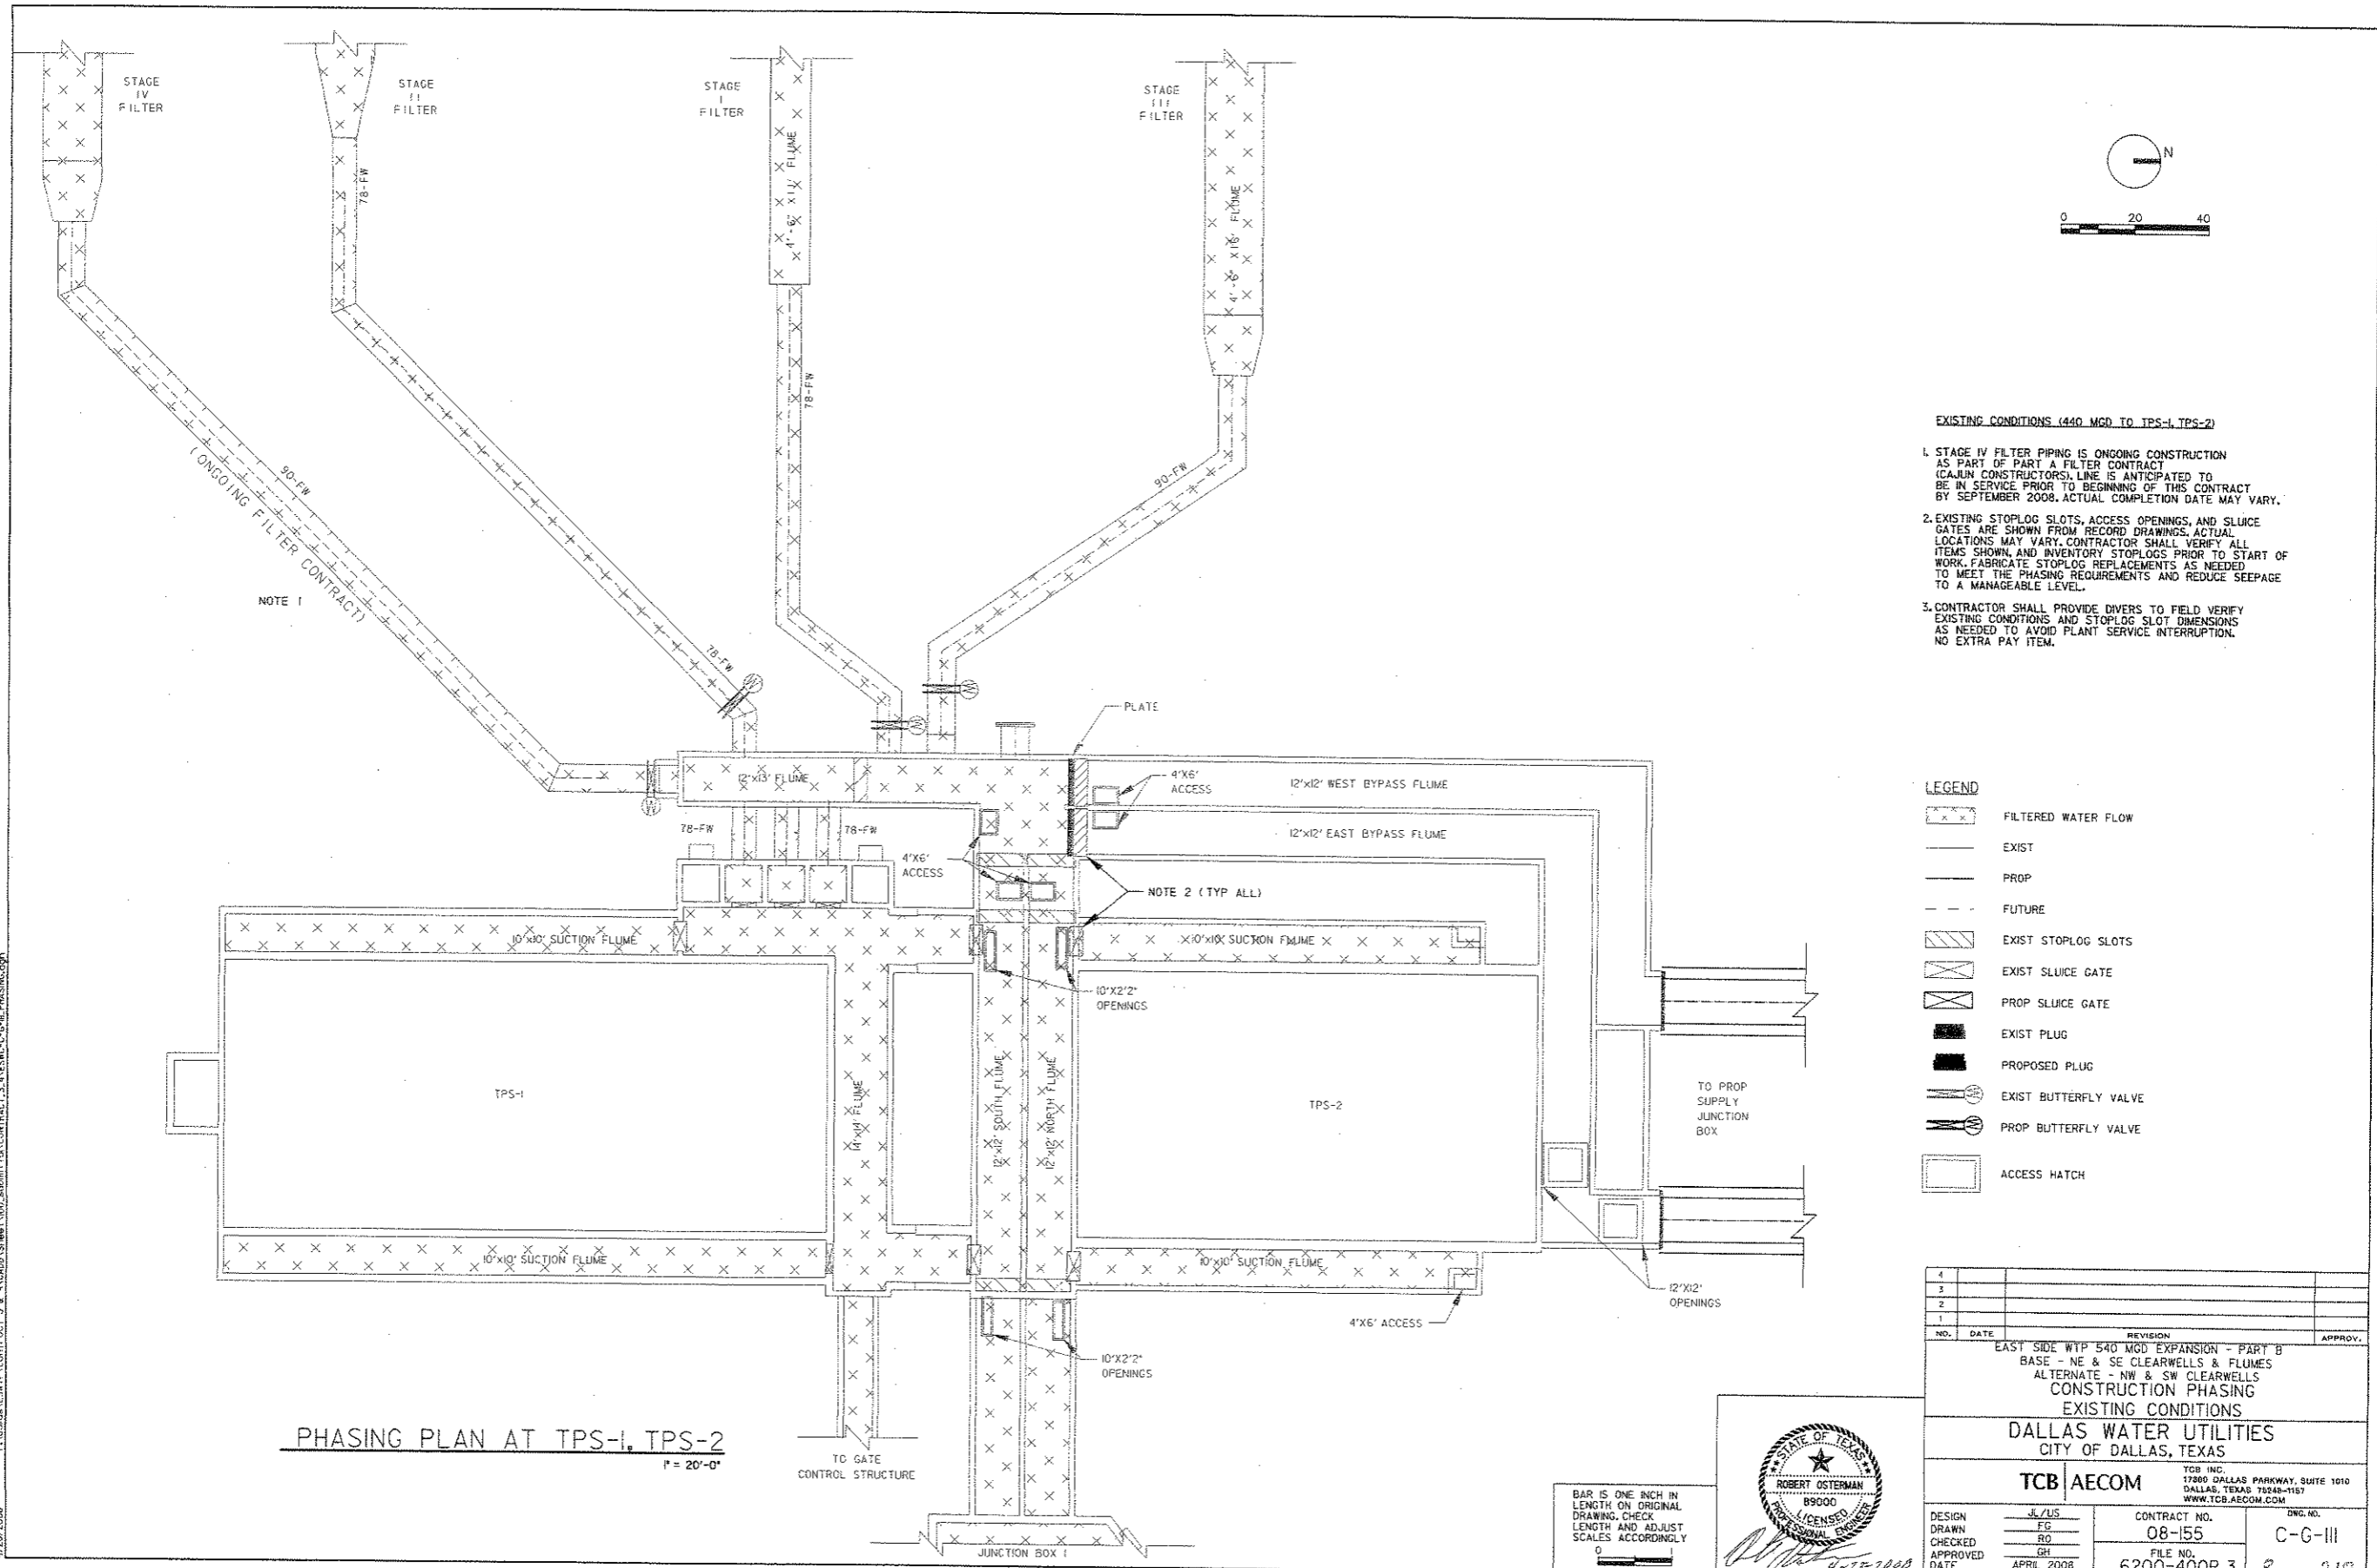 STAGE
IV
FILTER
STAGE
II
FILTER
STAGE
I
FILTER
STAGE
III
FILTER
78-FW
4'-6" X 11' FLUME
4'-6" X16' FLUME
N
0 20 40
78-FW
90-FW
(ONGOING FILTER CONTRACT)
NOTE 1
78-FW
90-FW
EXISTING CONDITIONS (440 MGD TO TPS-1, TPS-2)
1. STAGE IV FILTER PIPING IS ONGOING CONSTRUCTION
AS PART OF PART A FILTER CONTRACT
(CAJUN CONSTRUCTORS). LINE IS ANTICIPATED TO
BE IN SERVICE PRIOR TO BEGINNING OF THIS CONTRACT
BY SEPTEMBER 2008. ACTUAL COMPLETION DATE MAY VARY.
2. EXISTING STOPLOG SLOTS, ACCESS OPENINGS, AND SLUICE
GATES ARE SHOWN FROM RECORD DRAWINGS. ACTUAL
LOCATIONS MAY VARY. CONTRACTOR SHALL VERIFY ALL
ITEMS SHOWN, AND INVENTORY STOPLOGS PRIOR TO START OF
WORK. FABRICATE STOPLOG REPLACEMENTS AS NEEDED
TO MEET THE PHASING REQUIREMENTS AND REDUCE SEEPAGE
TO A MANAGEABLE LEVEL.
3. CONTRACTOR SHALL PROVIDE DIVERS TO FIELD VERIFY
EXISTING CONDITIONS AND STOPLOG SLOT DIMENSIONS
AS NEEDED TO AVOID PLANT SERVICE INTERRUPTION.
NO EXTRA PAY ITEM.
PLATE
12'x13' FLUME
4'X6'
ACCESS
12'x12' WEST BYPASS FLUME
12'x12' EAST BYPASS FLUME
78-FW
78-FW
4'X6'
ACCESS
NOTE 2 (TYP ALL)
10'x10' SUCTION FLUME
10'x10' SUCTION FLUME
10'X2'2"
OPENINGS
TPS-1
14'x14' FLUME
12'x12' SOUTH FLUME
12'x12' NORTH FLUME
TPS-2
TO PROP
SUPPLY
JUNCTION
BOX
10'x10' SUCTION FLUME
10'x10' SUCTION FLUME
12'X12'
OPENINGS
4'X6' ACCESS
10'X2'2"
OPENINGS
TO GATE
CONTROL STRUCTURE
JUNCTION BOX 1
PHASING PLAN AT TPS-1, TPS-2
1" = 20'-0"
LEGEND
FILTERED WATER FLOW
EXIST
PROP
FUTURE
EXIST STOPLOG SLOTS
EXIST SLUICE GATE
PROP SLUICE GATE
EXIST PLUG
PROPOSED PLUG
EXIST BUTTERFLY VALVE
PROP BUTTERFLY VALVE
ACCESS HATCH
BAR IS ONE INCH IN
LENGTH ON ORIGINAL
DRAWING. CHECK
LENGTH AND ADJUST
SCALES ACCORDINGLY
0 1
STATE OF TEXAS
ROBERT OSTERMAN
89000
LICENSED
PROFESSIONAL ENGINEER
4
3
2
1
NO. DATE REVISION APPROV.
EAST SIDE WTP 540 MGD EXPANSION - PART B
BASE - NE & SE CLEARWELLS & FLUMES
ALTERNATE - NW & SW CLEARWELLS
CONSTRUCTION PHASING
EXISTING CONDITIONS
DALLAS WATER UTILITIES
CITY OF DALLAS, TEXAS
TCB AECOM
TCB INC.
17300 DALLAS PARKWAY, SUITE 1010
DALLAS, TEXAS 75248-1157
WWW.TCB.AECOM.COM
DESIGN JL/US
DRAWN FG
CHECKED RO
APPROVED GH
DATE APRIL 2008
CONTRACT NO.
08-155
FILE NO.
DWG. NO.
C-G-111